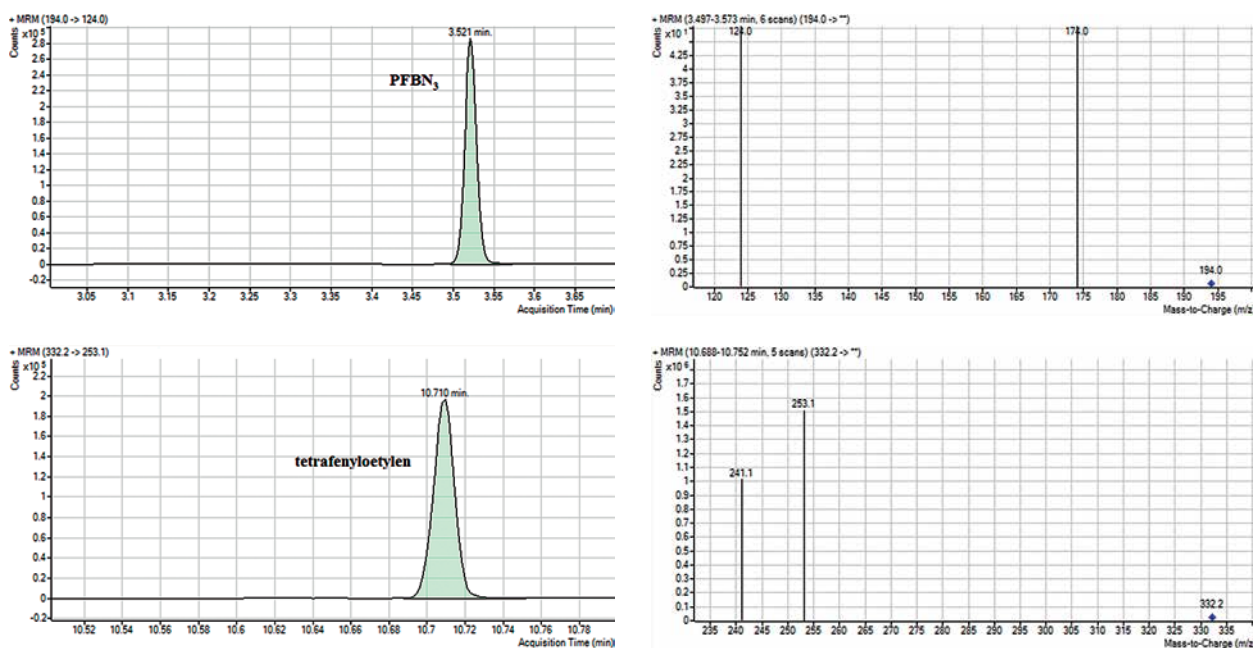 + MRM (194.0 -> 124.0)
Counts
x10 5
2.8
2.6
2.4
2.2
2
1.8
1.6
1.4
1.2
1
0.8
0.6
0.4
0.2
0
-0.2
3.521 min.
PFBN3
3.05 3.1 3.15 3.2 3.25 3.3 3.35 3.4 3.45 3.5 3.55 3.6 3.65
Acquisition Time (min)
+ MRM (3.497-3.573 min, 6 scans) (194.0 -> **)
Counts
x10 1
4.25
4
3.75
3.5
3.25
3
2.75
2.5
2.25
2
1.75
1.5
1.25
1
0.75
0.5
0.25
0
124.0
174.0
194.0
120 125 130 135 140 145 150 155 160 165 170 175 180 185 190 195
Mass-to-Charge (m/z
+ MRM (332.2 -> 253.1)
Counts
x10 5
2.2
2
1.8
1.6
1.4
1.2
1
0.8
0.6
0.4
0.2
0
-0.2
10.710 min.
tetrafenyloetylen
10.52 10.54 10.56 10.58 10.6 10.62 10.64 10.66 10.68 10.7 10.72 10.74 10.76 10.78
Acquisition Time (min)
+ MRM (10.688-10.752 min, 5 scans) (332.2 -> **)
Counts
x10 6
1.7
1.6
1.5
1.4
1.3
1.2
1.1
1
0.9
0.8
0.7
0.6
0.5
0.4
0.3
0.2
0.1
0
241.1
253.1
332.2
235 240 245 250 255 260 265 270 275 280 285 290 295 300 305 310 315 320 325 330 335
Mass-to-Charge (m/z